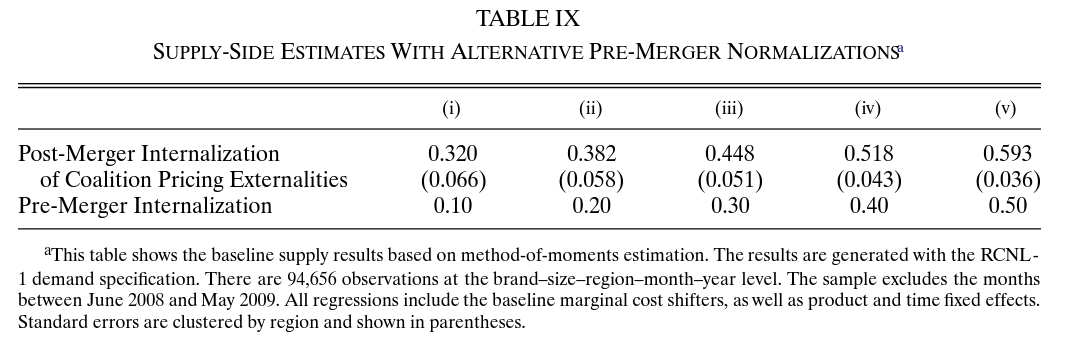 TABLE IX
SUPPLY-SIDE ESTIMATES WITH ALTERNATIVE PRE-MERGER NORMALIZATIONSa
(i) (ii) (iii) (iv) (v)
Post-Merger Internalization 0.320 0.382 0.448 0.518 0.593
of Coalition Pricing Externalities (0.066) (0.058) (0.051) (0.043) (0.036)
Pre-Merger Internalization 0.10 0.20 0.30 0.40 0.50
aThis table shows the baseline supply results based on method-of-moments estimation. The results are generated with the RCNL-
1 demand specification. There are 94,656 observations at the brand–size–region–month–year level. The sample excludes the months
between June 2008 and May 2009. All regressions include the baseline marginal cost shifters, as well as product and time fixed effects.
Standard errors are clustered by region and shown in parentheses.